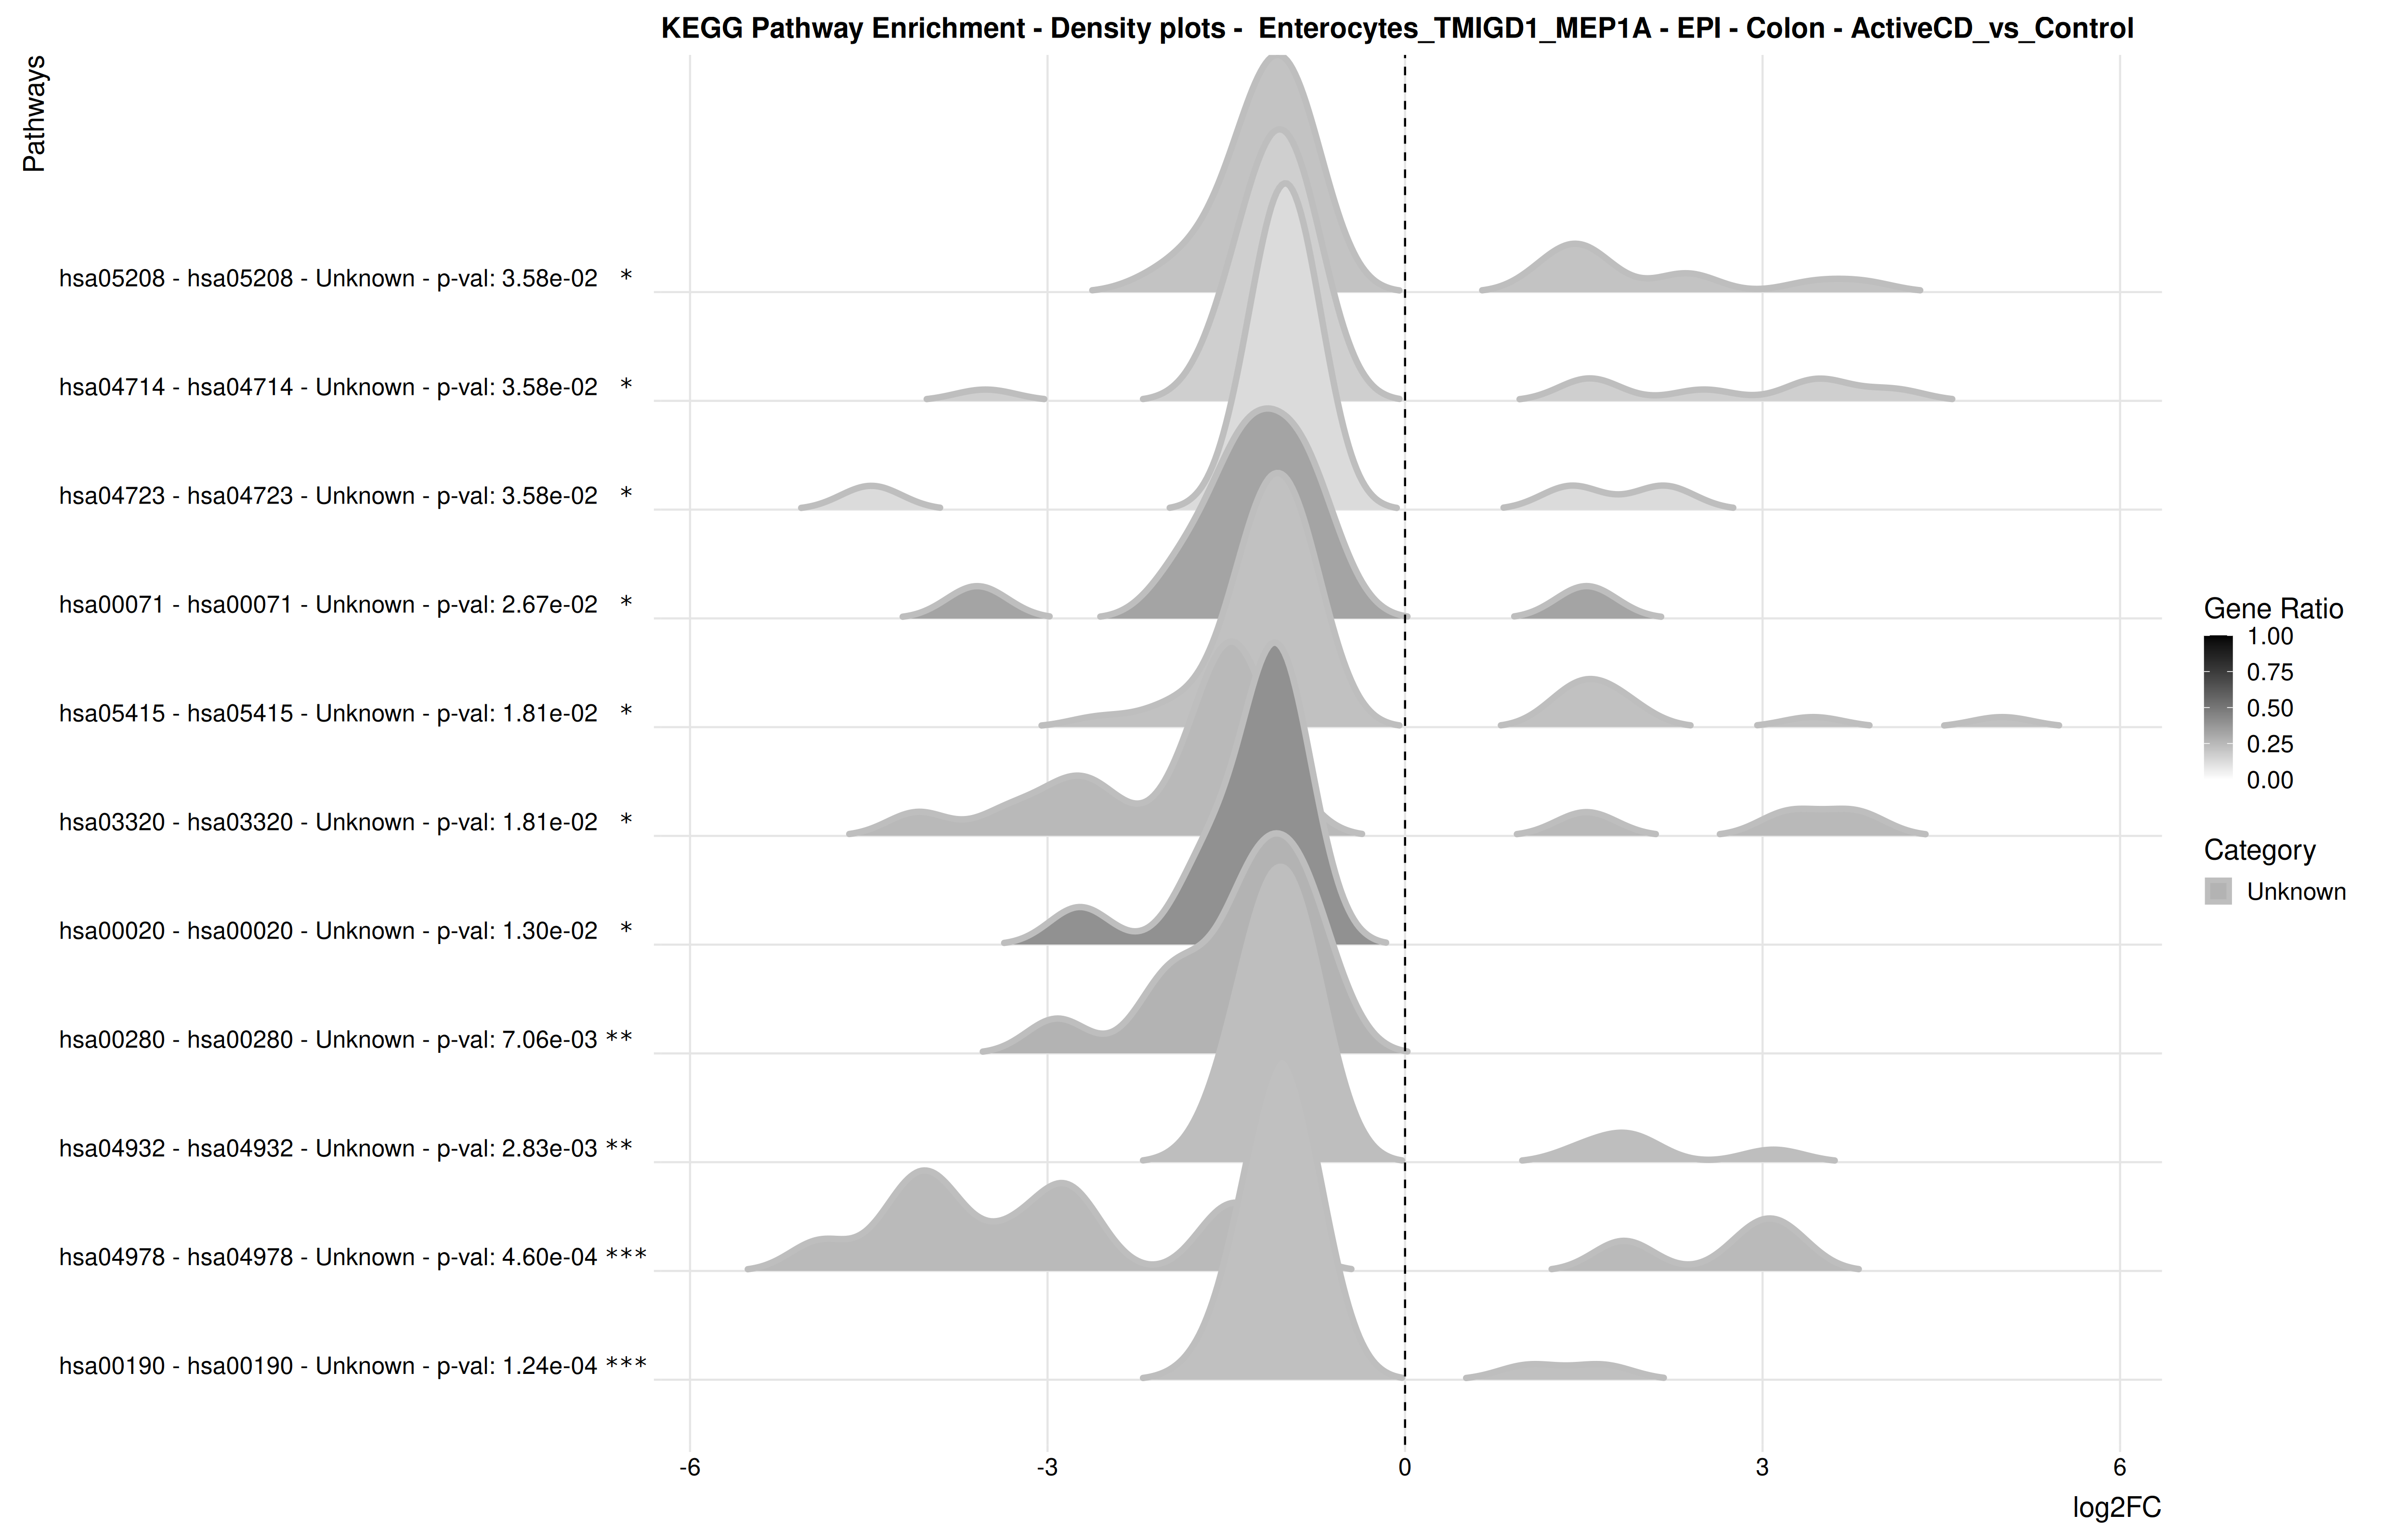 KEGG Pathway Enrichment - Density plots -  Enterocytes_TMIGD1_MEP1A - EPI - Colon - ActiveCD_vs_Control
Pathways
hsa05208 - hsa05208 - Unknown - p-val: 3.58e-02 *
hsa04714 - hsa04714 - Unknown - p-val: 3.58e-02 *
hsa04723 - hsa04723 - Unknown - p-val: 3.58e-02 *
hsa00071 - hsa00071 - Unknown - p-val: 2.67e-02 *
hsa05415 - hsa05415 - Unknown - p-val: 1.81e-02 *
hsa03320 - hsa03320 - Unknown - p-val: 1.81e-02 *
hsa00020 - hsa00020 - Unknown - p-val: 1.30e-02 *
hsa00280 - hsa00280 - Unknown - p-val: 7.06e-03 **
hsa04932 - hsa04932 - Unknown - p-val: 2.83e-03 **
hsa04978 - hsa04978 - Unknown - p-val: 4.60e-04 ***
hsa00190 - hsa00190 - Unknown - p-val: 1.24e-04 ***
-6 -3 0 3 6
log2FC
Gene Ratio
1.00
0.75
0.50
0.25
0.00
Category
Unknown